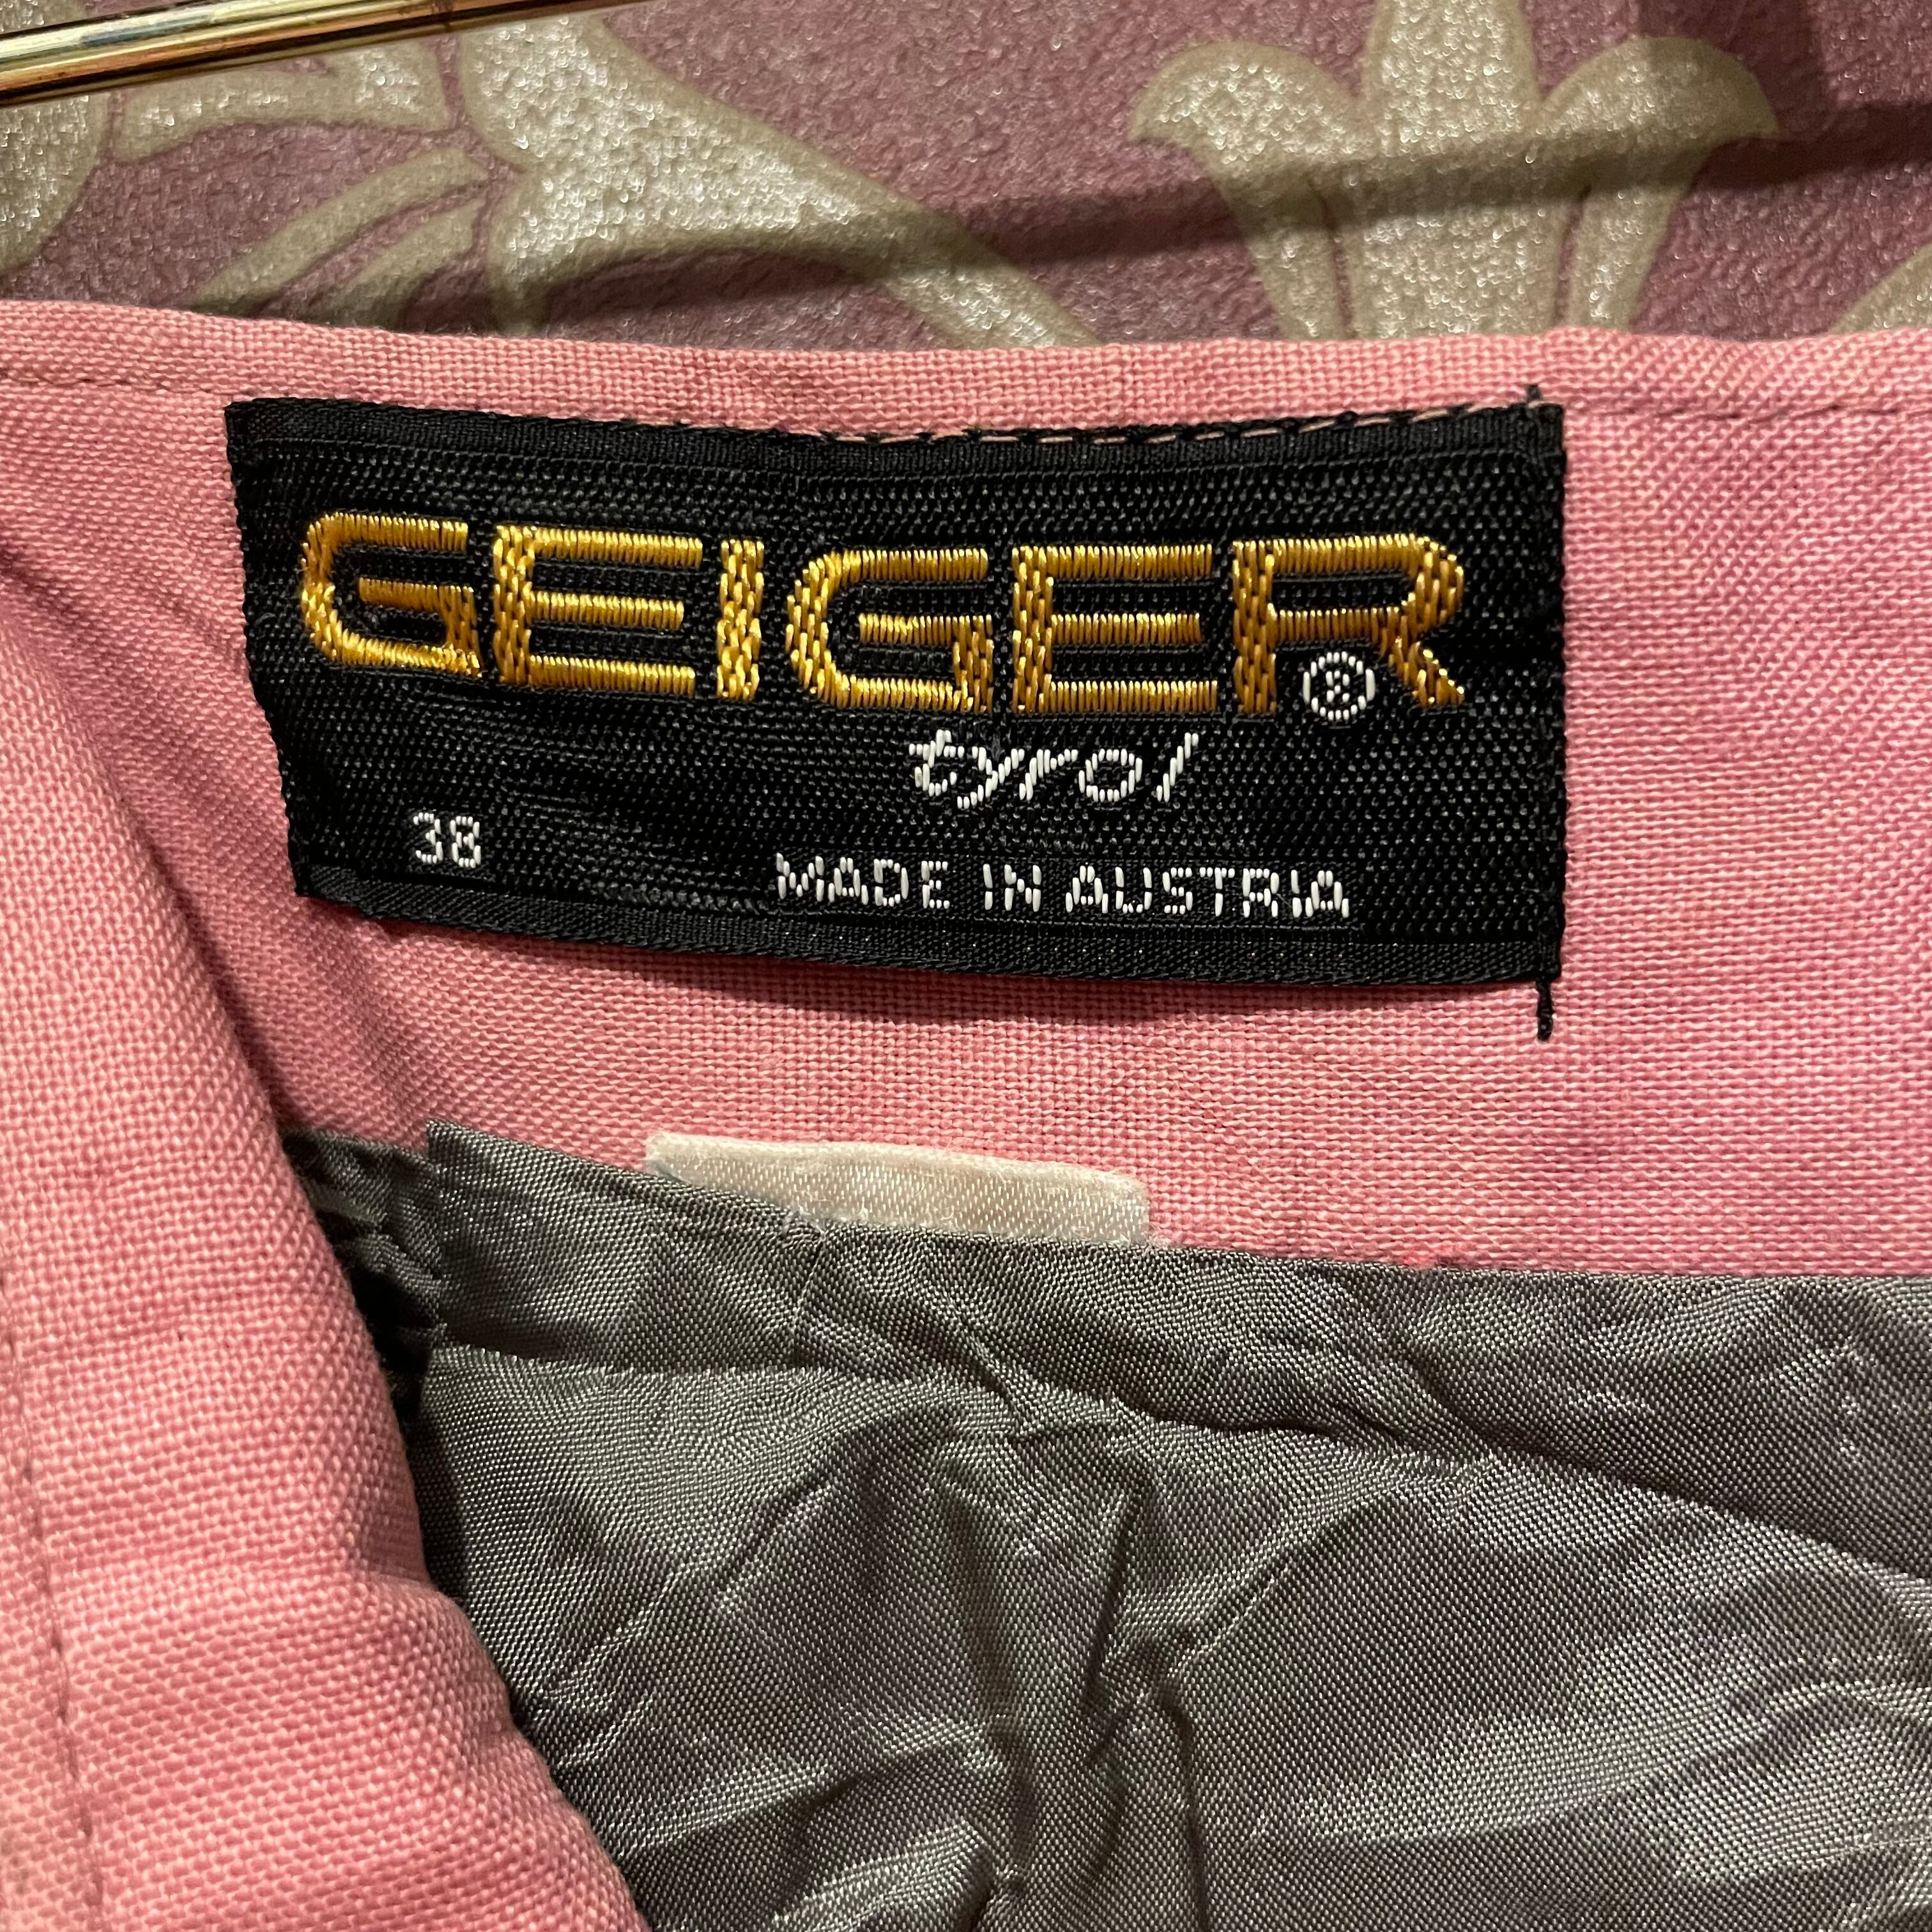 GEIGER®
tyrol
38
MADE IN AUSTRIA